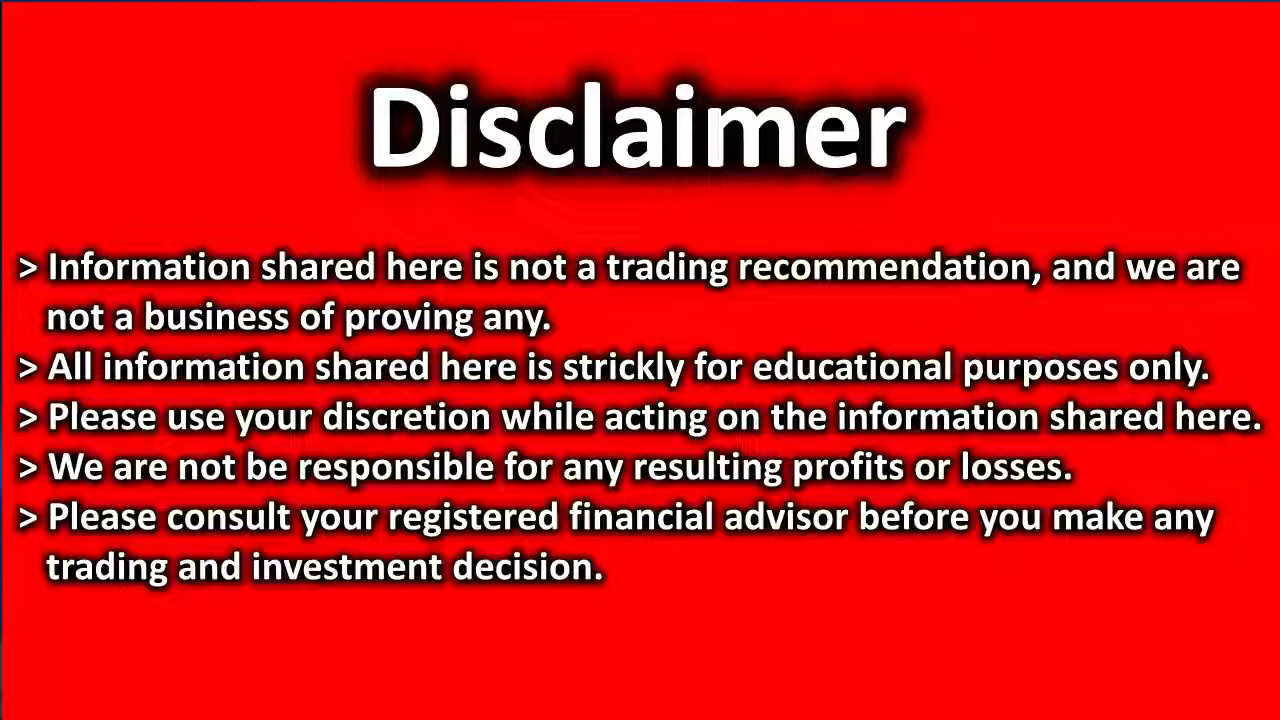 Disclaimer
> Information shared here is not a trading recommendation, and we are
not a business of proving any.
> All information shared here is strickly for educational purposes only.
> Please use your discretion while acting on the information shared here.
> We are not be responsible for any resulting profits or losses.
> Please consult your registered financial advisor before you make any
trading and investment decision.